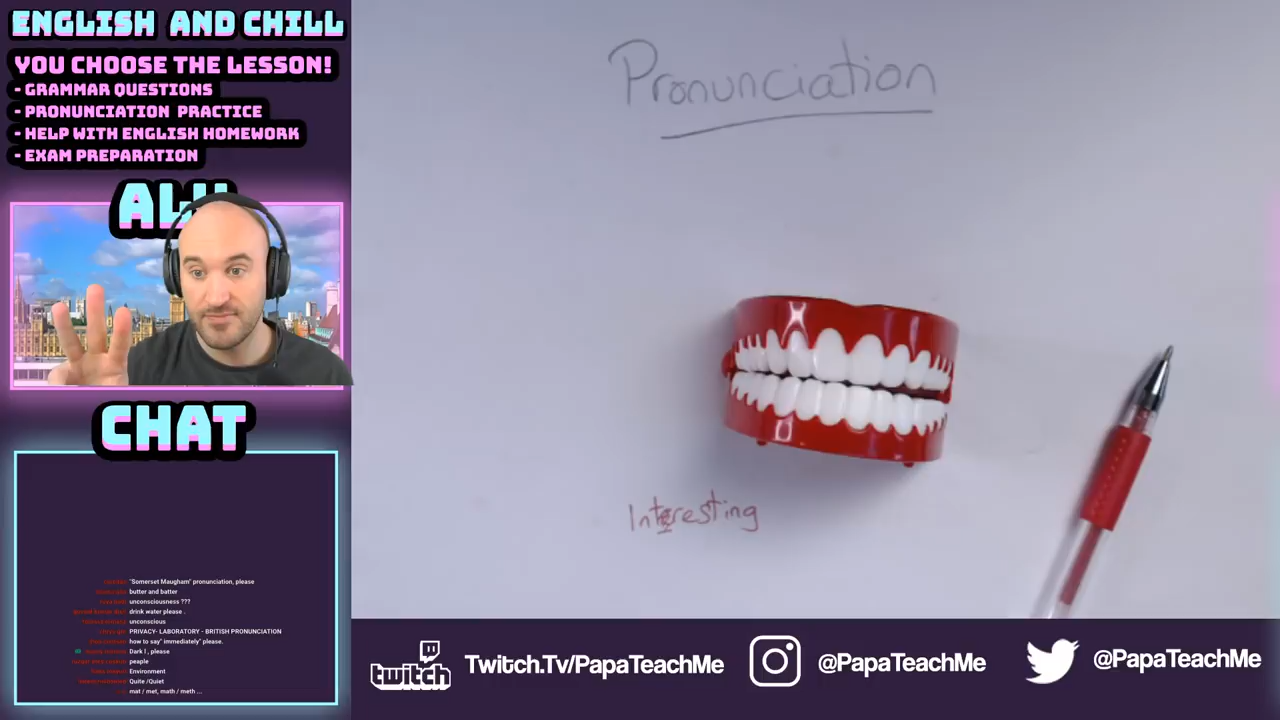 ENGLISH AND CHILL
YOU CHOOSE THE LESSON!
- GRAMMAR QUESTIONS
- PRONUNCIATION PRACTICE
- HELP WITH ENGLISH HOMEWORK
- EXAM PREPARATION
CHAT
"Somerset Maugham" pronunciation, please
butter and batter
unconsciousness ???
drink water please .
unconscious
PRIVACY- LABORATORY - BRITISH PRONUNCIATION
how to say" immediately" please.
Dark l , please
peaple
Environment
Quite /Quiet
mat / met, math / meth ...
Pronunciation
Interesting
twitch
Twitch.Tv/PapaTeachMe
@PapaTeachMe
@PapaTeachMe